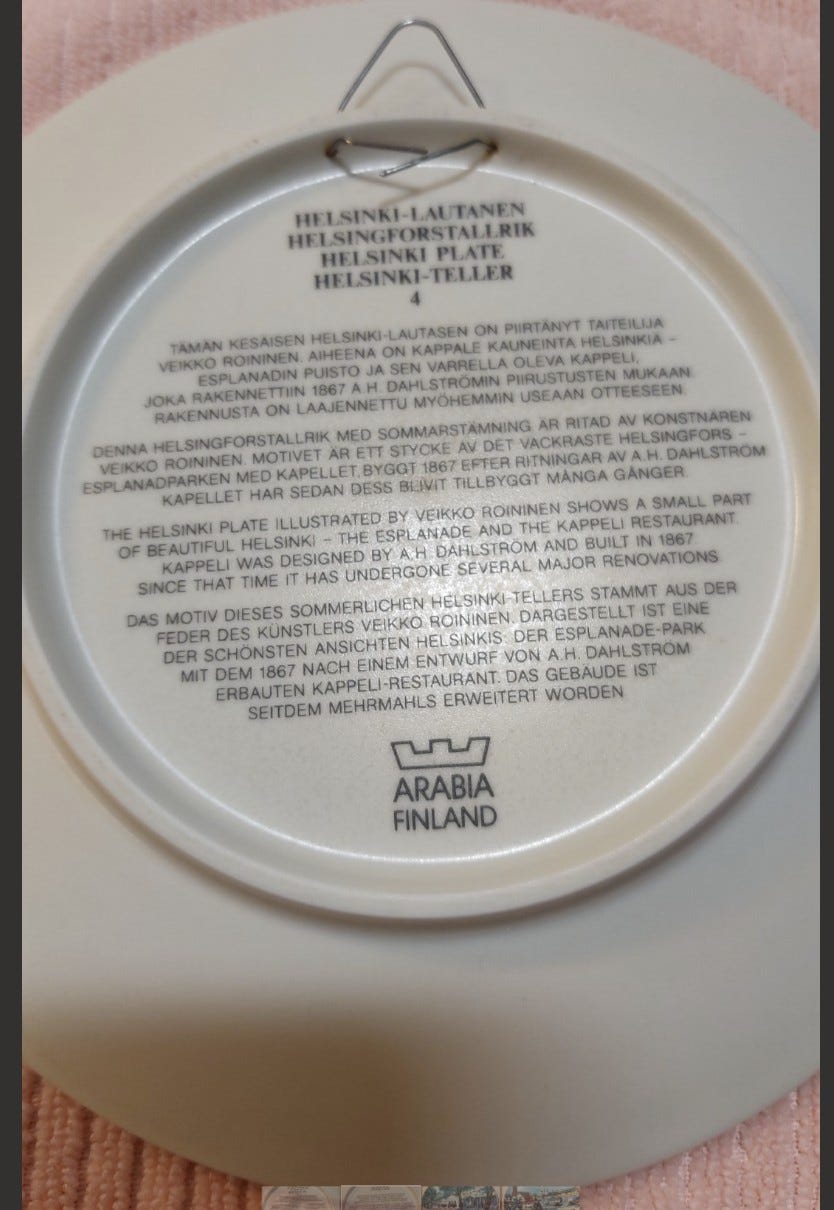 HELSINKI-LAUTANEN
HELSINGFORSTALLRIK
HELSINKI PLATE
HELSINKI-TELLER
4
TÄMÄN KESÄISEN HELSINKI-LAUTASEN ON PIIRTÄNYT TAITEILIJA
VEIKKO ROININEN. AIHEENA ON KAPPALE KAUNEINTA HELSINKIÄ –
ESPLANADIN PUISTO JA SEN VARRELLA OLEVA KAPPELI,
JOKA RAKENNETTIIN 1867 A.H. DAHLSTRÖMIN PIIRUSTUSTEN MUKAAN.
RAKENNUSTA ON LAAJENNETTU MYÖHEMMIN USEAAN OTTEESEEN.
DENNA HELSINGFORSTALLRIK MED SOMMARSTÄMNING ÄR RITAD AV KONSTNÄREN
VEIKKO ROININEN. MOTIVET ÄR ETT STYCKE AV DET VACKRASTE HELSINGFORS –
ESPLANADPARKEN MED KAPELLET, BYGGT 1867 EFTER RITNINGAR AV A.H. DAHLSTRÖM
KAPELLET HAR SEDAN DESS BLIVIT TILLBYGGT MÅNGA GÅNGER.
THE HELSINKI PLATE ILLUSTRATED BY VEIKKO ROININEN SHOWS A SMALL PART
OF BEAUTIFUL HELSINKI – THE ESPLANADE AND THE KAPPELI RESTAURANT.
KAPPELI WAS DESIGNED BY A.H. DAHLSTRÖM AND BUILT IN 1867.
SINCE THAT TIME IT HAS UNDERGONE SEVERAL MAJOR RENOVATIONS.
DAS MOTIV DIESES SOMMERLICHEN HELSINKI-TELLERS STAMMT AUS DER
FEDER DES KÜNSTLERS VEIKKO ROININEN. DARGESTELLT IST EINE
DER SCHÖNSTEN ANSICHTEN HELSINKIS: DER ESPLANADE-PARK
MIT DEM 1867 NACH EINEM ENTWURF VON A.H. DAHLSTRÖM
ERBAUTEN KAPPELI-RESTAURANT. DAS GEBÄUDE IST
SEITDEM MEHRMAHLS ERWEITERT WORDEN
ARABIA
FINLAND